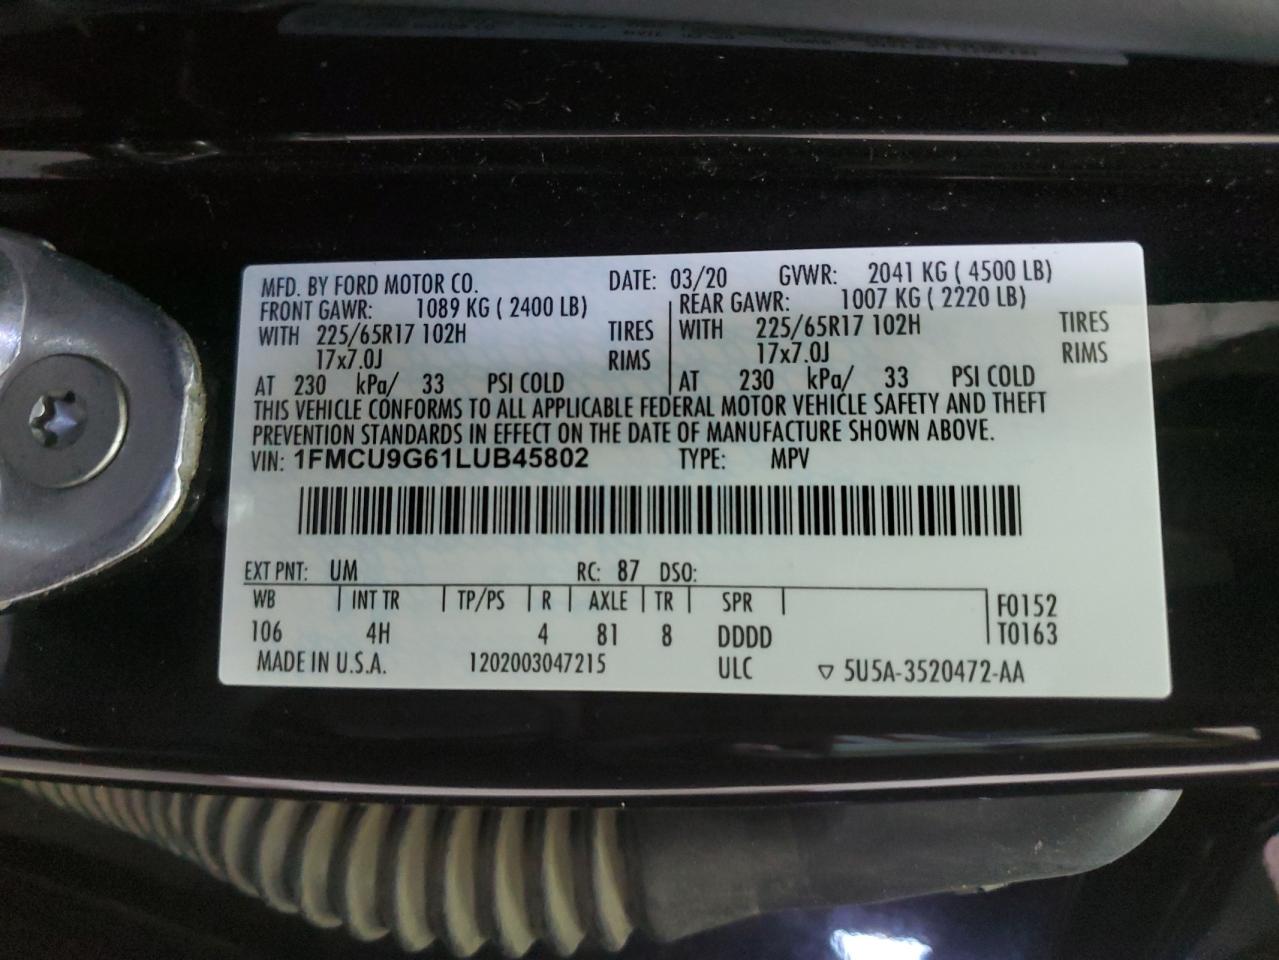 MFD. BY FORD MOTOR CO. DATE: 03/20 GVWR: 2041 KG ( 4500 LB)
FRONT GAWR: 1089 KG ( 2400 LB) REAR GAWR: 1007 KG ( 2220 LB)
WITH 225/65R17 102H TIRES WITH 225/65R17 102H TIRES
17x7.0J RIMS 17x7.0J RIMS
AT 230 kPa/ 33 PSI COLD AT 230 kPa/ 33 PSI COLD
THIS VEHICLE CONFORMS TO ALL APPLICABLE FEDERAL MOTOR VEHICLE SAFETY AND THEFT
PREVENTION STANDARDS IN EFFECT ON THE DATE OF MANUFACTURE SHOWN ABOVE.
VIN: 1FMCU9G61LUB45802 TYPE: MPV
EXT PNT: UM RC: 87 DSO:
WB INT TR TP/PS R AXLE TR SPR F0152
106 4H 4 81 8 DDDD T0163
MADE IN U.S.A. 1202003047215 ULC ▽ 5U5A-3520472-AA